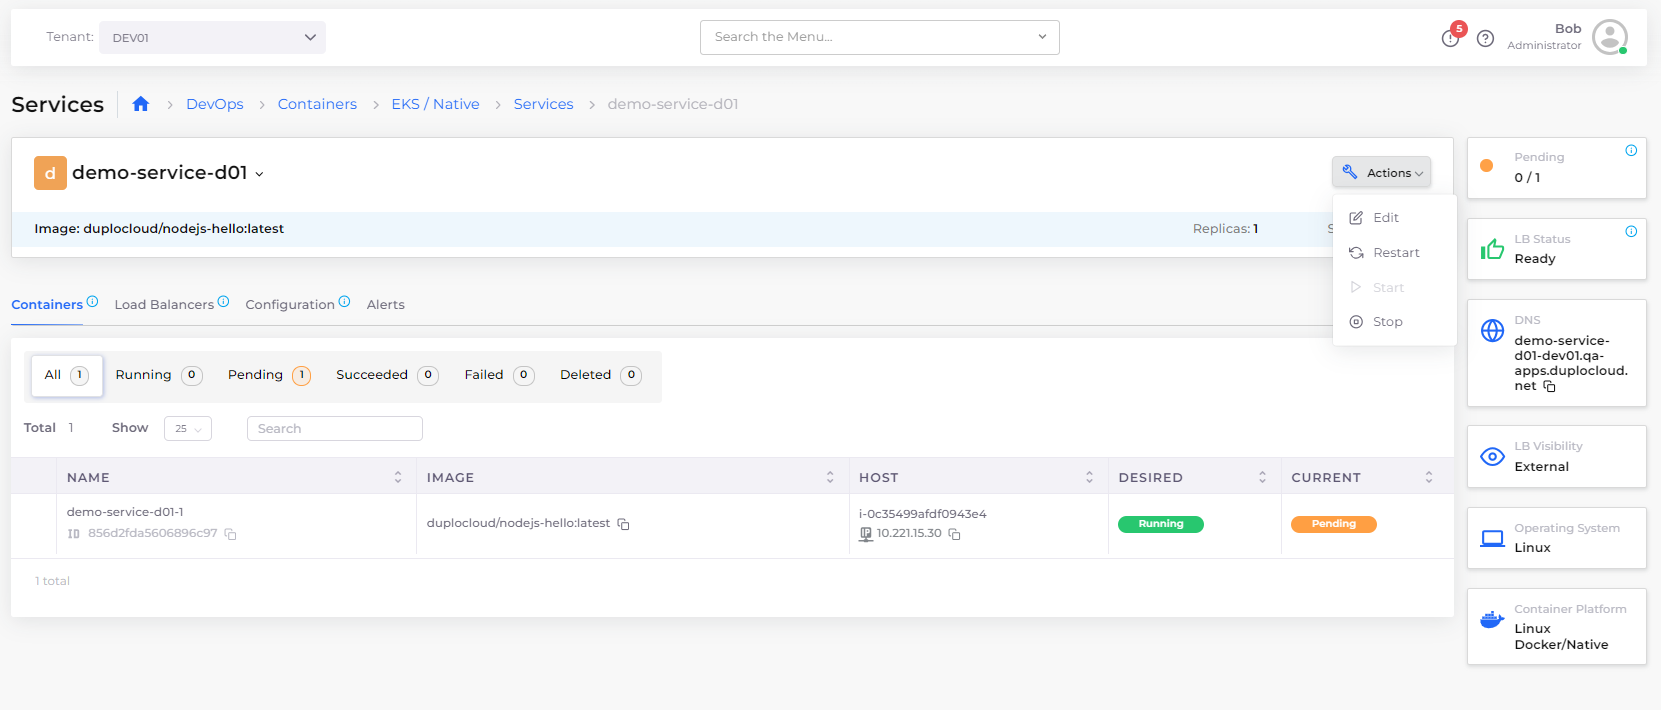 Tenant: DEV01 Search the Menu... 5 Bob
Administrator
Services DevOps Containers EKS / Native Services demo-service-d01
d demo-service-d01 Actions
Image: duplocloud/nodejs-hello:latest Replicas: 1 S
Edit
Restart
Start
Stop
Containers Load Balancers Configuration Alerts
All 1 Running 0 Pending 1 Succeeded 0 Failed 0 Deleted 0
Total 1 Show 25 Search
NAME IMAGE HOST DESIRED CURRENT
demo-service-d01-1
ID 856d2fda5606896c97
duplocloud/nodejs-hello:latest
i-0c35499afdf0943e4
10.221.15.30
Running Pending
1 total
Pending
0 / 1
LB Status
Ready
DNS
demo-service-
d01-dev01.qa-
apps.duplocloud.
net
LB Visibility
External
Operating System
Linux
Container Platform
Linux
Docker/Native